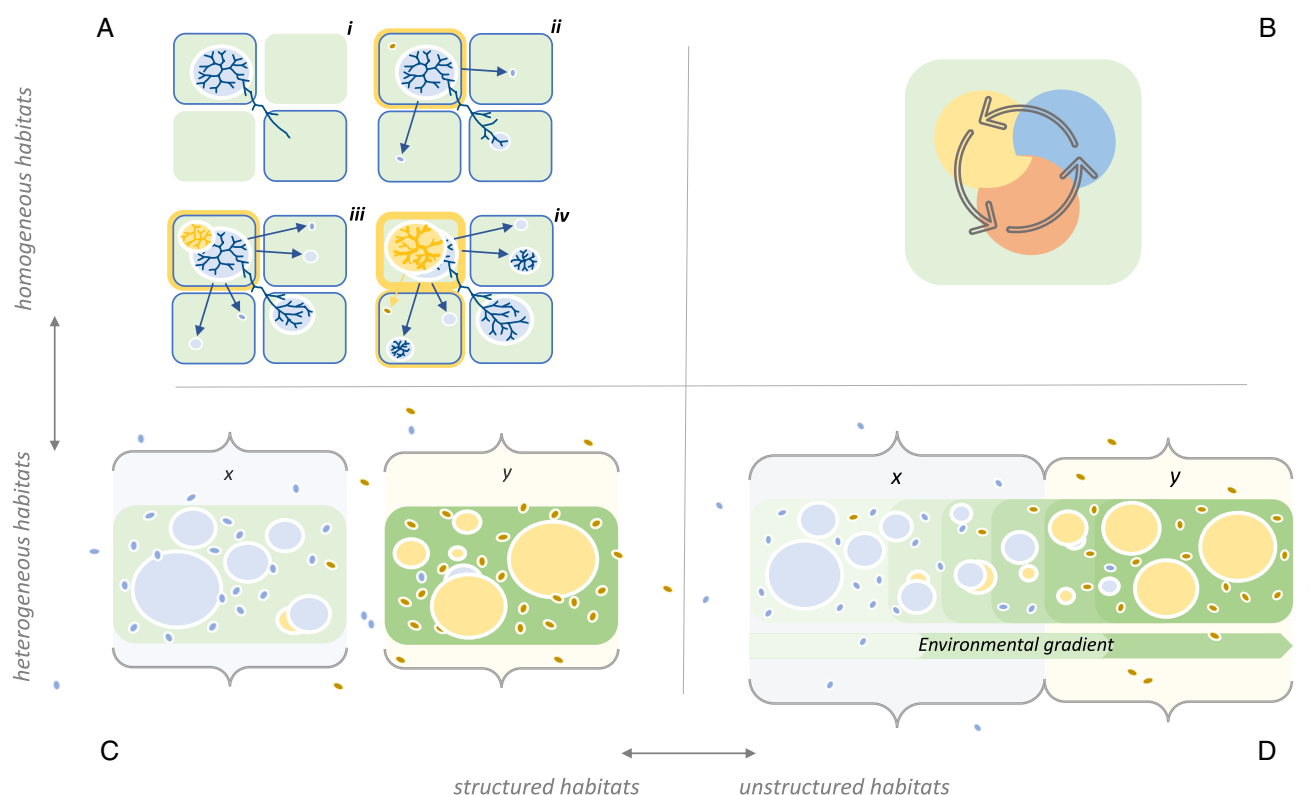 A
B
i
ii
iii
iv
homogeneous habitats
heterogeneous habitats
x
y
x
y
Environmental gradient
C
D
structured habitats
unstructured habitats